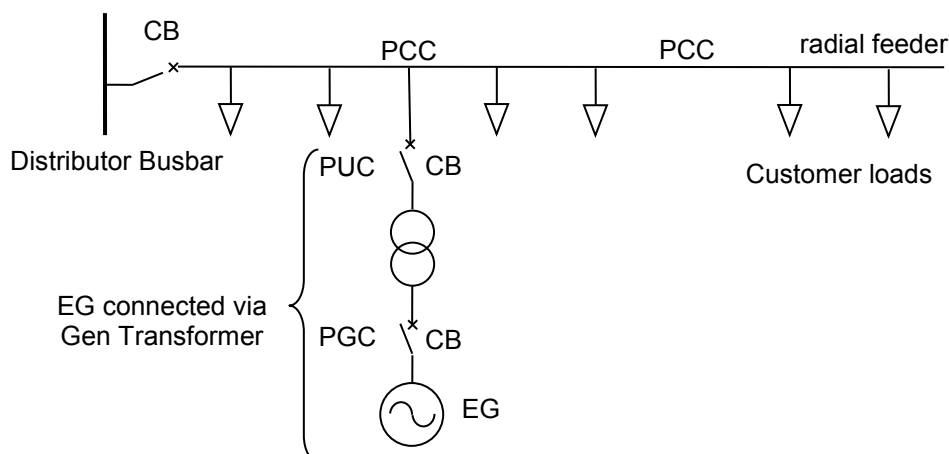 CB
PCC
PCC
radial feeder
Distributor Busbar
PUC
CB
Customer loads
EG connected via
Gen Transformer
PGC
CB
EG